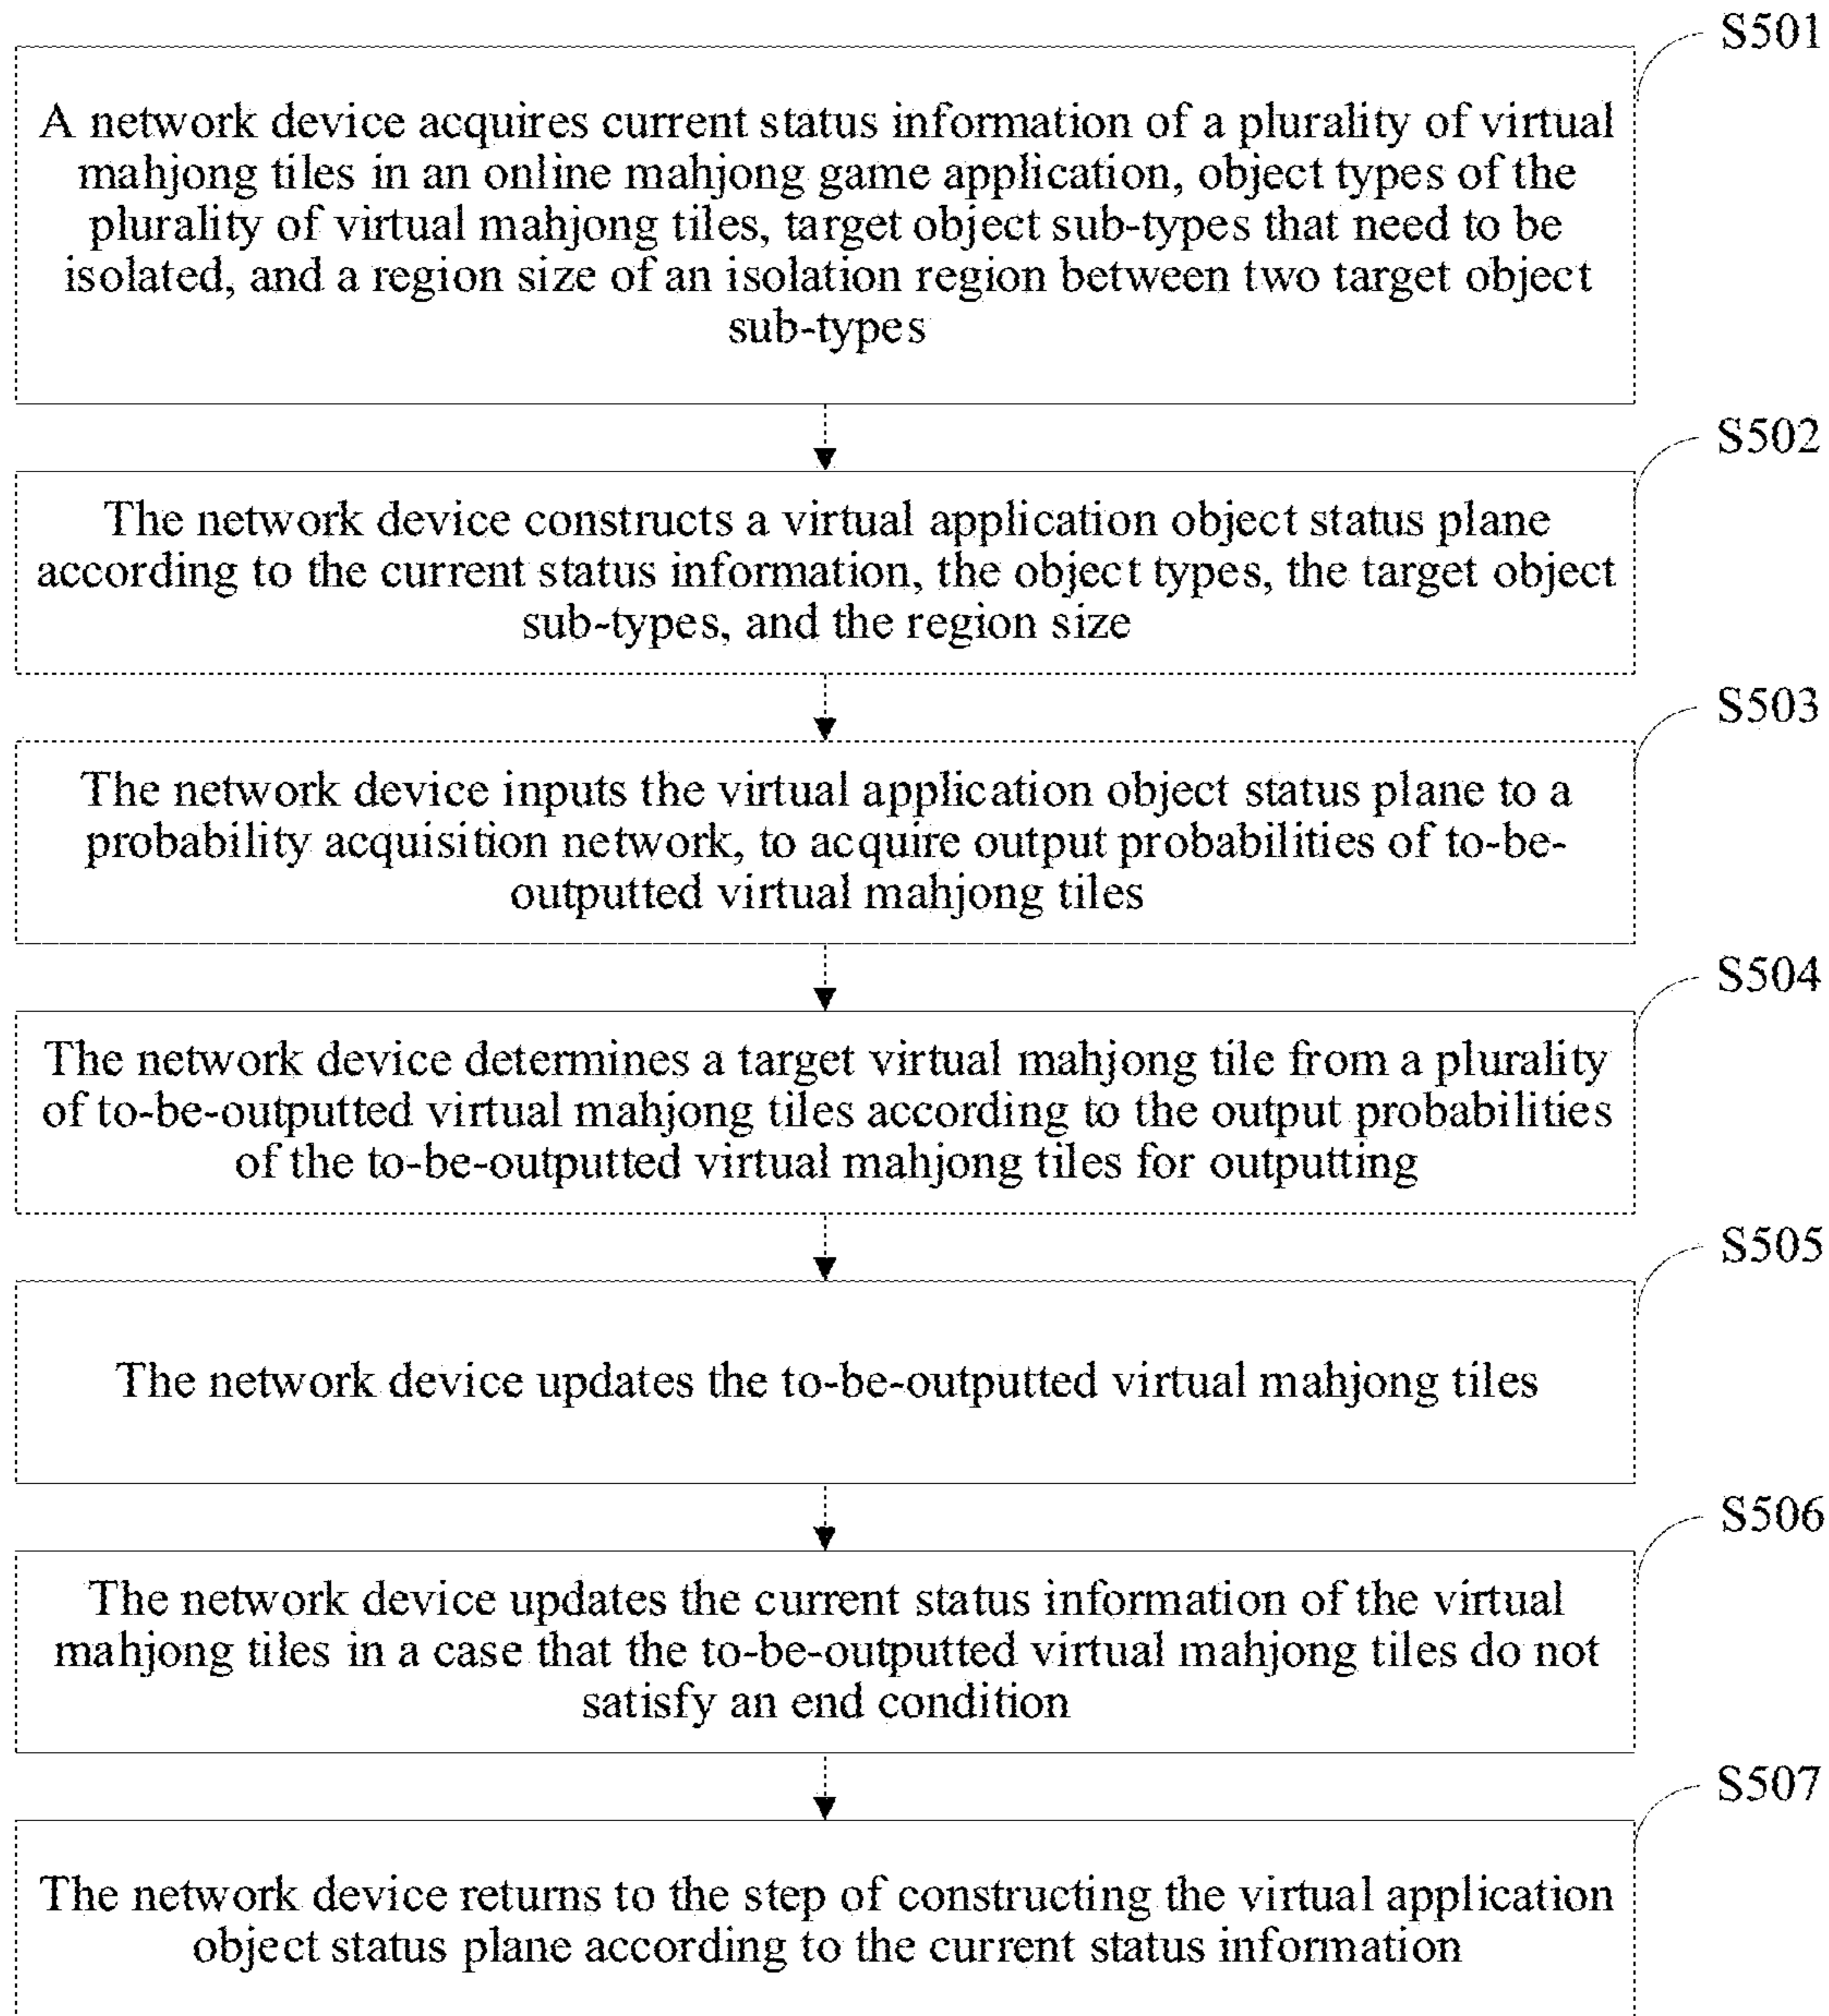 S501
A network device acquires current status information of a plurality of virtual
mahjong tiles in an online mahjong game application, object types of the
plurality of virtual mahjong tiles, target object sub-types that need to be
isolated, and a region size of an isolation region between two target object
sub-types
S502
The network device constructs a virtual application object status plane
according to the current status information, the object types, the target object
sub-types, and the region size
S503
The network device inputs the virtual application object status plane to a
probability acquisition network, to acquire output probabilities of to-be-
outputted virtual mahjong tiles
S504
The network device determines a target virtual mahjong tile from a plurality
of to-be-outputted virtual mahjong tiles according to the output probabilities
of the to-be-outputted virtual mahjong tiles for outputting
S505
The network device updates the to-be-outputted virtual mahjong tiles
S506
The network device updates the current status information of the virtual
mahjong tiles in a case that the to-be-outputted virtual mahjong tiles do not
satisfy an end condition
S507
The network device returns to the step of constructing the virtual application
object status plane according to the current status information